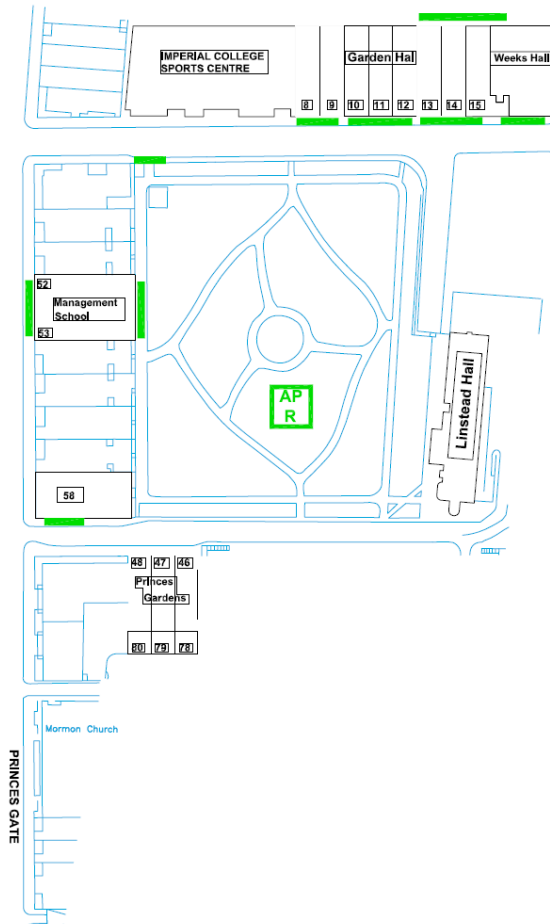 IMPERIAL COLLEGE
SPORTS CENTRE
Garden Hal
Weeks Hall
8 9 10 11 12 13 14 15
52
Management
School
53
AP
R
Linstead Hall
58
48 47 46
Princes
Gardens
80 79 78
Mormon Church
PRINCES GATE